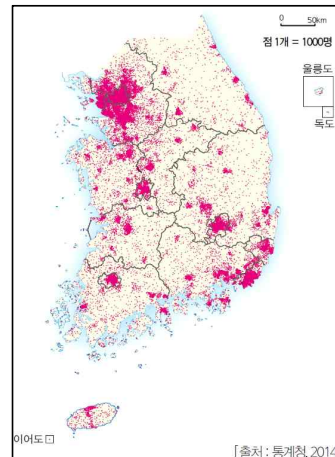 0 50km
점 1개 = 1000명
울릉도
독도
이어도
[출처 : 통계청, 2014